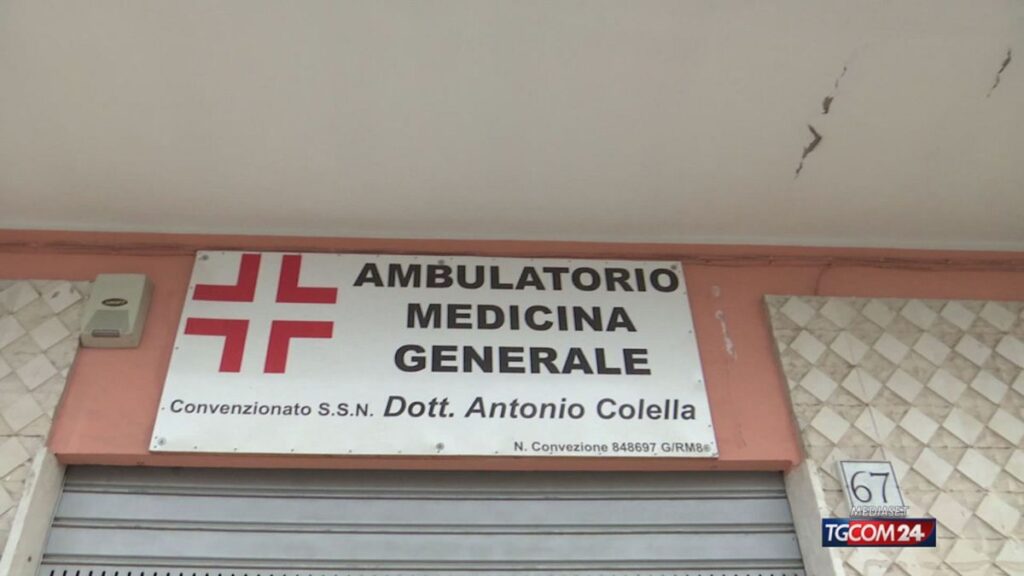 AMBULATORIO
MEDICINA
GENERALE
Convenzionato S.S.N. Dott. Antonio Colella
N. Convezione 848697 G/RM8
67
MEDIASET
TGCOM24